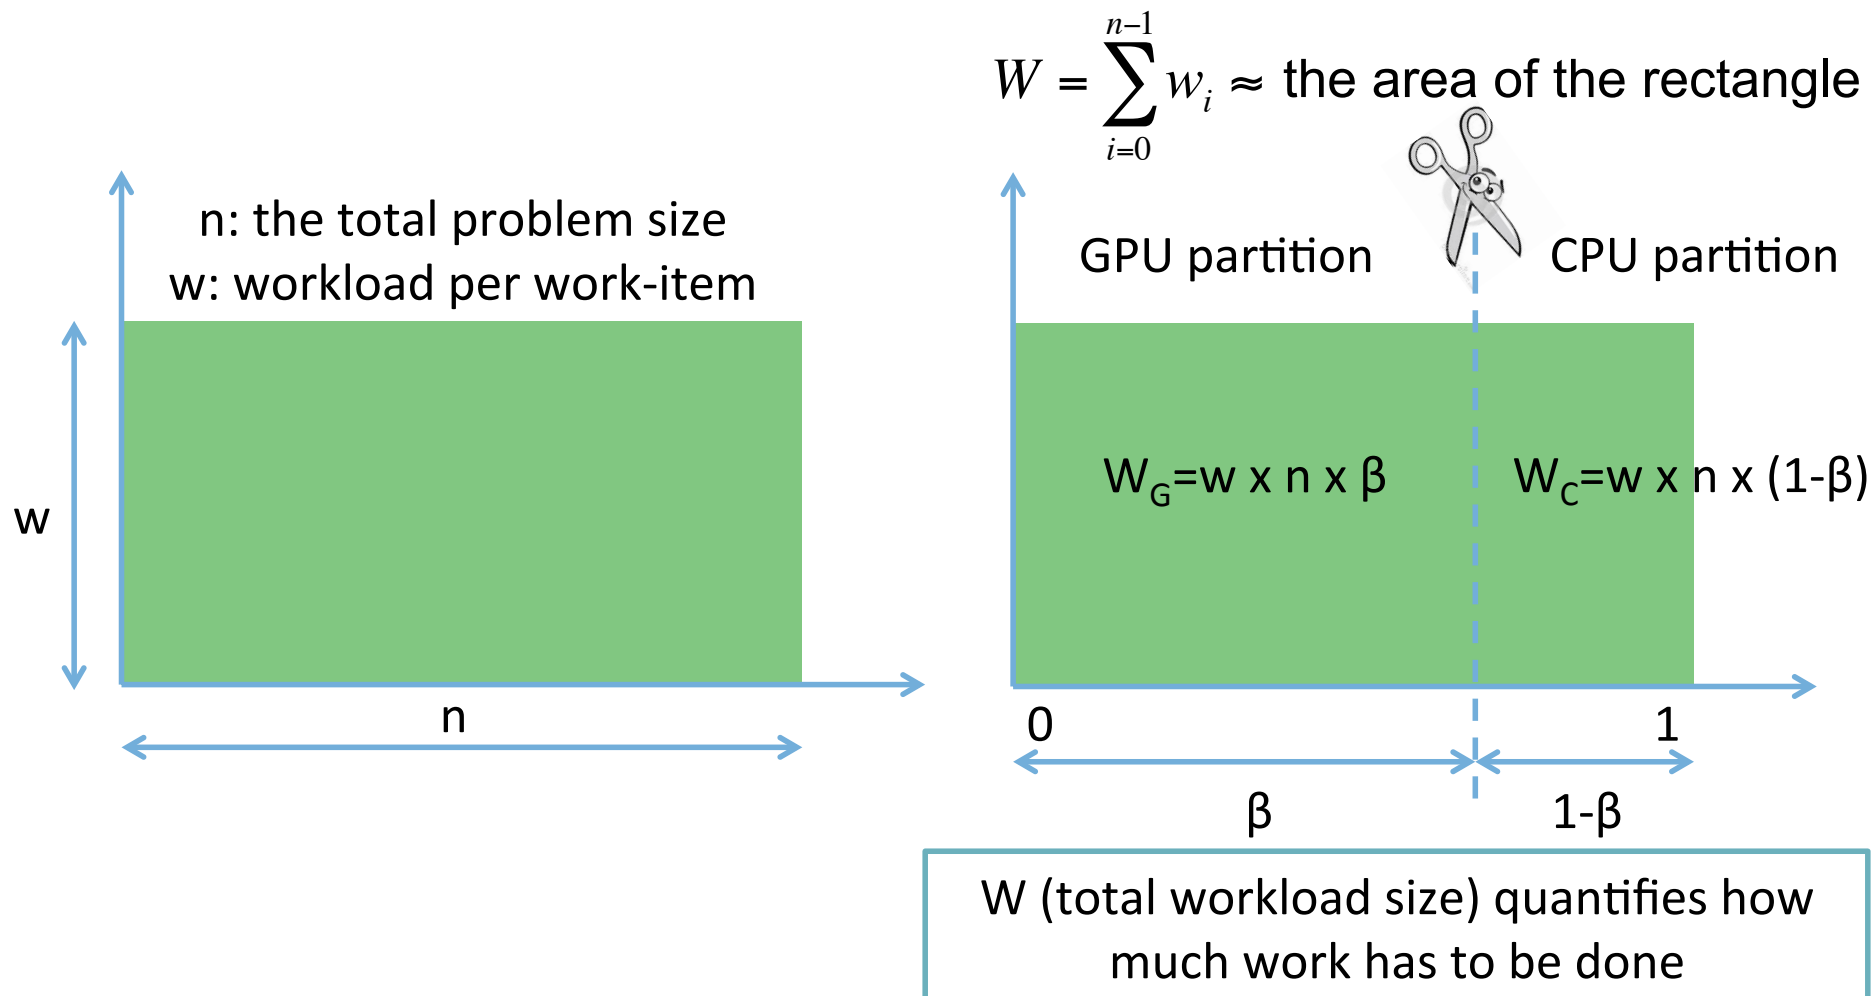 W = \sum_{i=0}^{n-1} w_i ≈ the area of the rectangle
n: the total problem size
w: workload per work-item
w
n
GPU partition
CPU partition
W_G=w x n x β
W_C=w x n x (1-β)
0
1
β
1-β
W (total workload size) quantifies how
much work has to be done